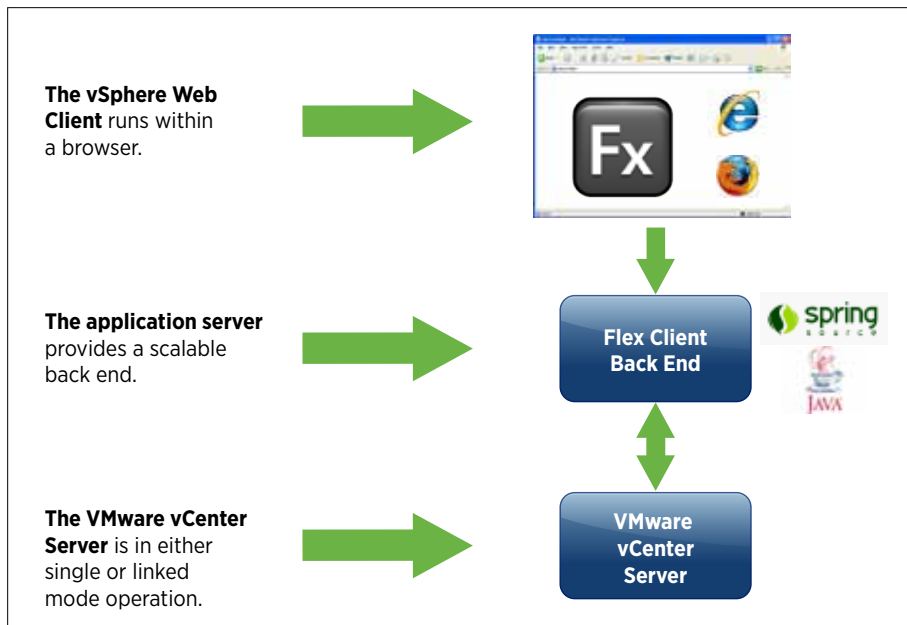 The vSphere Web
Client runs within
a browser.
Fx
The application server
provides a scalable
back end.
Flex Client
Back End
spring
source
JAVA
The VMware vCenter
Server is in either
single or linked
mode operation.
VMware
vCenter
Server